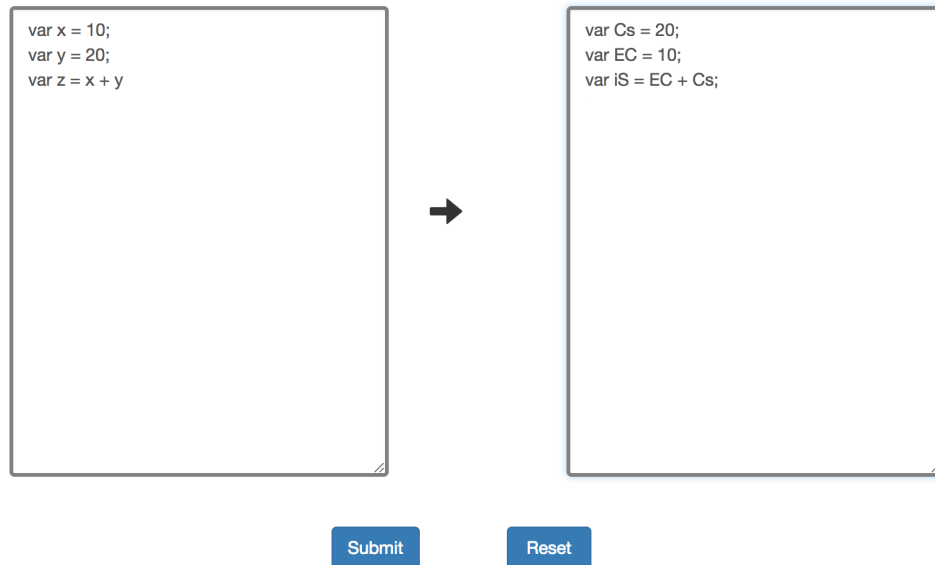 var x = 10;
var y = 20;
var z = x + y
var Cs = 20;
var EC = 10;
var iS = EC + Cs;
Submit
Reset